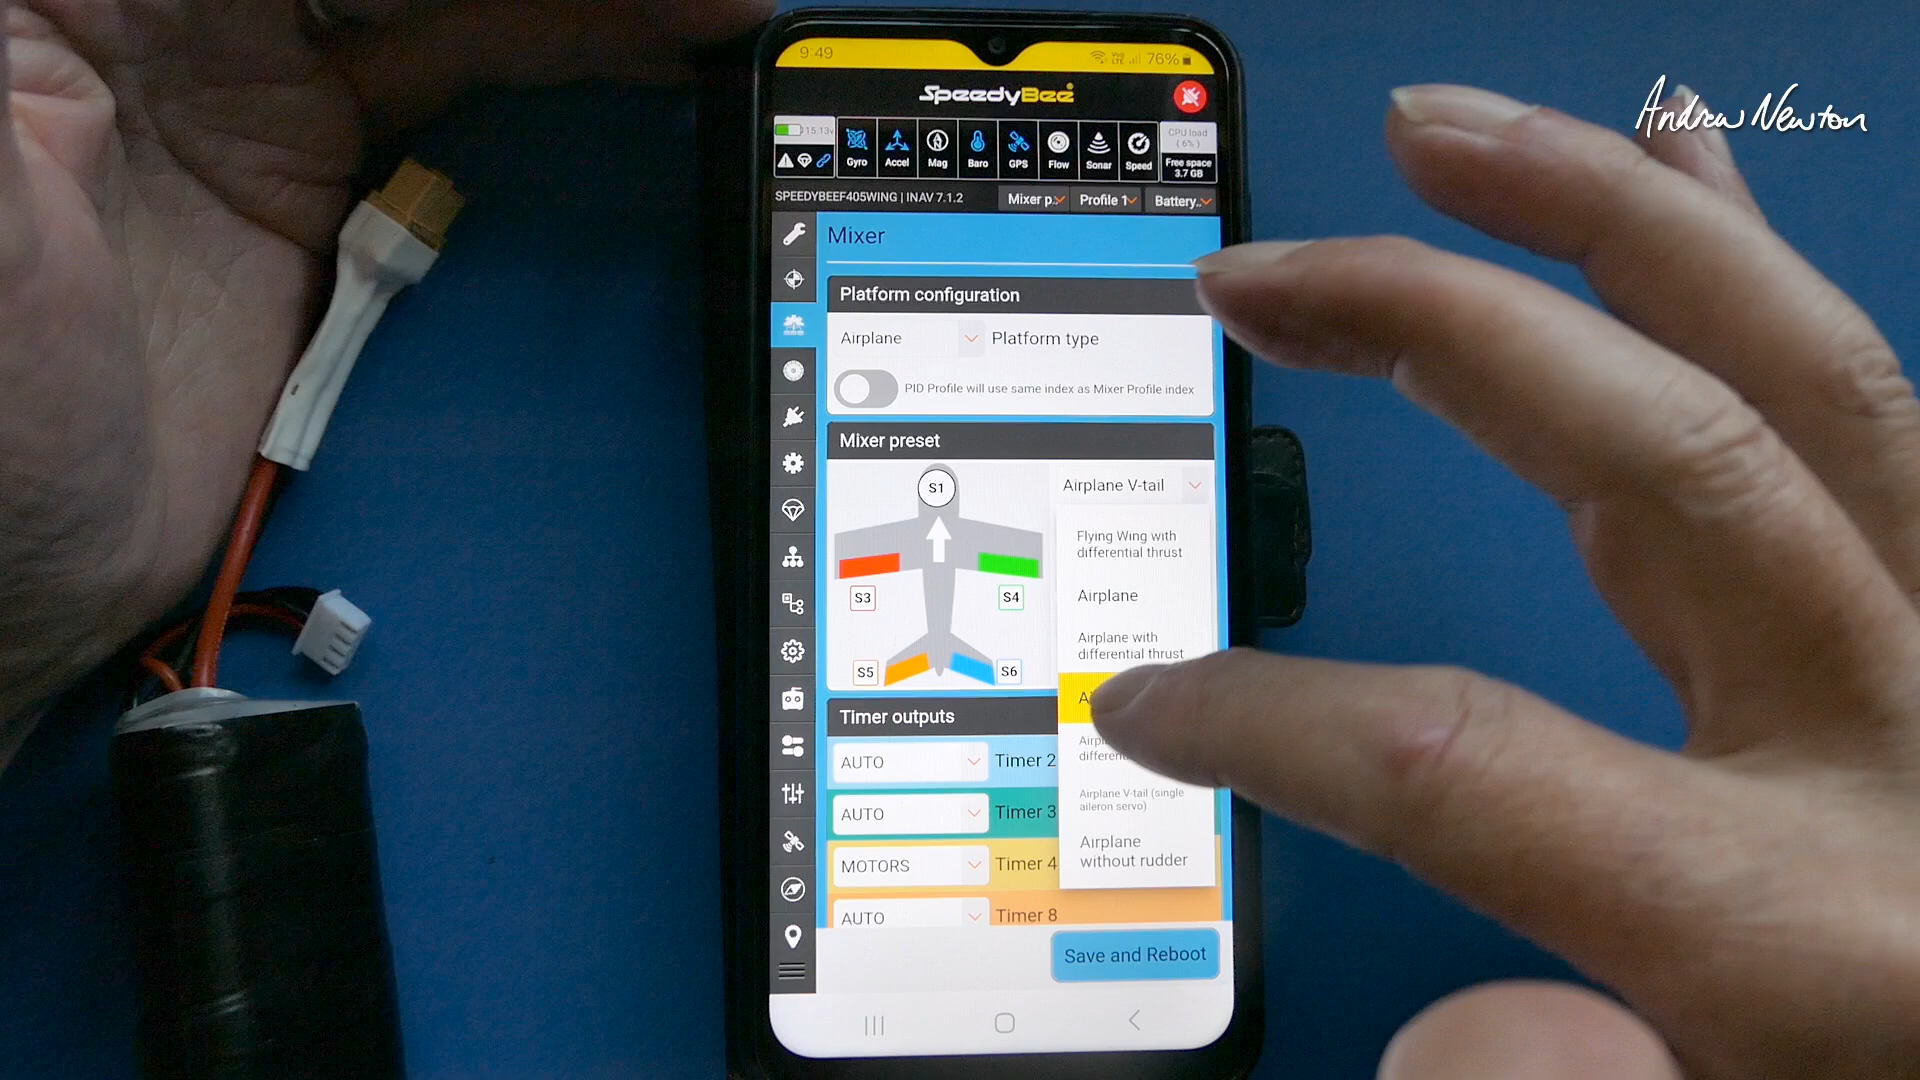 Andrew Newton
9:49
76%
SpeedyBee
15.13v
Gyro
Accel
Mag
Baro
GPS
Flow
Sonar
Speed
CPU load
( 6% )
Free space
3.7 GB
SPEEDYBEEF405WING | INAV 7.1.2
Mixer p..
Profile 1
Battery..
Mixer
Platform configuration
Airplane
Platform type
PID Profile will use same index as Mixer Profile index
Mixer preset
S1
S3
S4
S5
S6
Airplane V-tail
Flying Wing with
differential thrust
Airplane
Airplane with
differential thrust
Airplane V-tail (single
aileron servo)
Airplane
without rudder
Timer outputs
AUTO
Timer 2
AUTO
Timer 3
MOTORS
Timer 4
AUTO
Timer 8
Save and Reboot